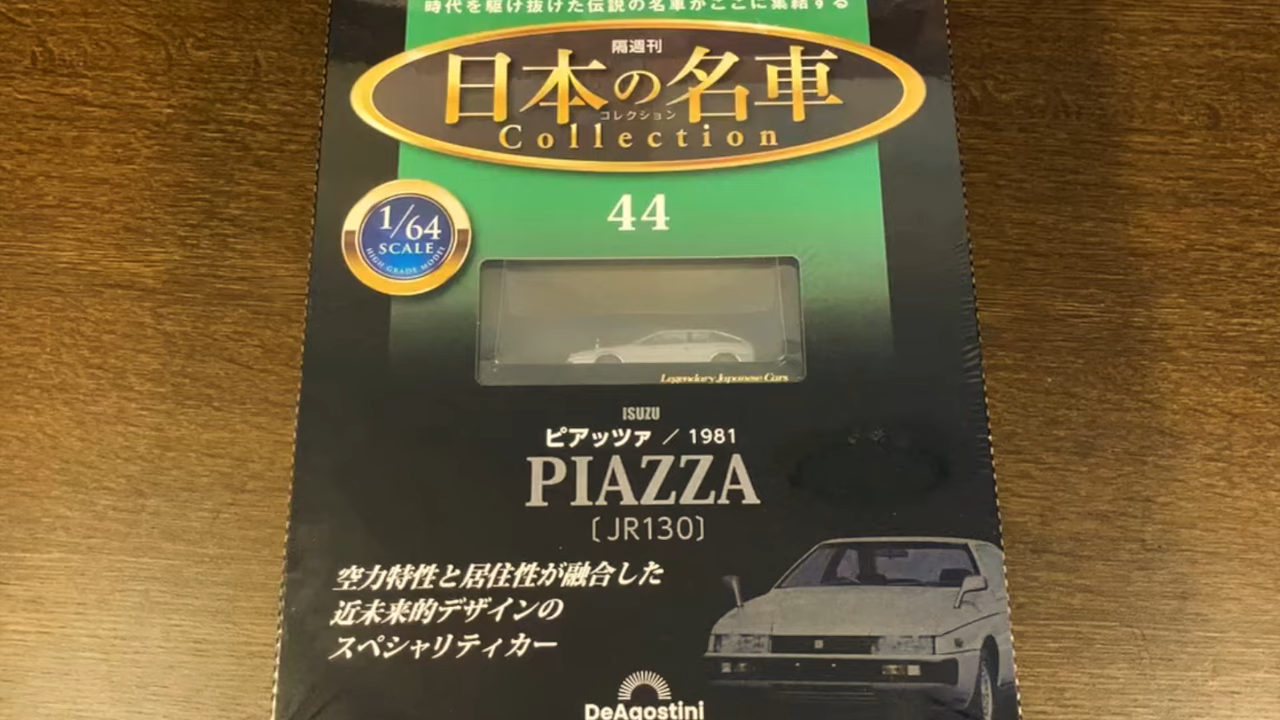 時代を駆け抜けた伝説の名車がここに集結する
隔週刊
日本の名車
コレクション
Collection
44
1/64
SCALE
HIGH GRADE MODEL
Legendary Japanese Cars
ISUZU
ピアッツァ / 1981
PIAZZA
〔JR130〕
空力特性と居住性が融合した
近未来的デザインの
スペシャリティカー
DeAgostini